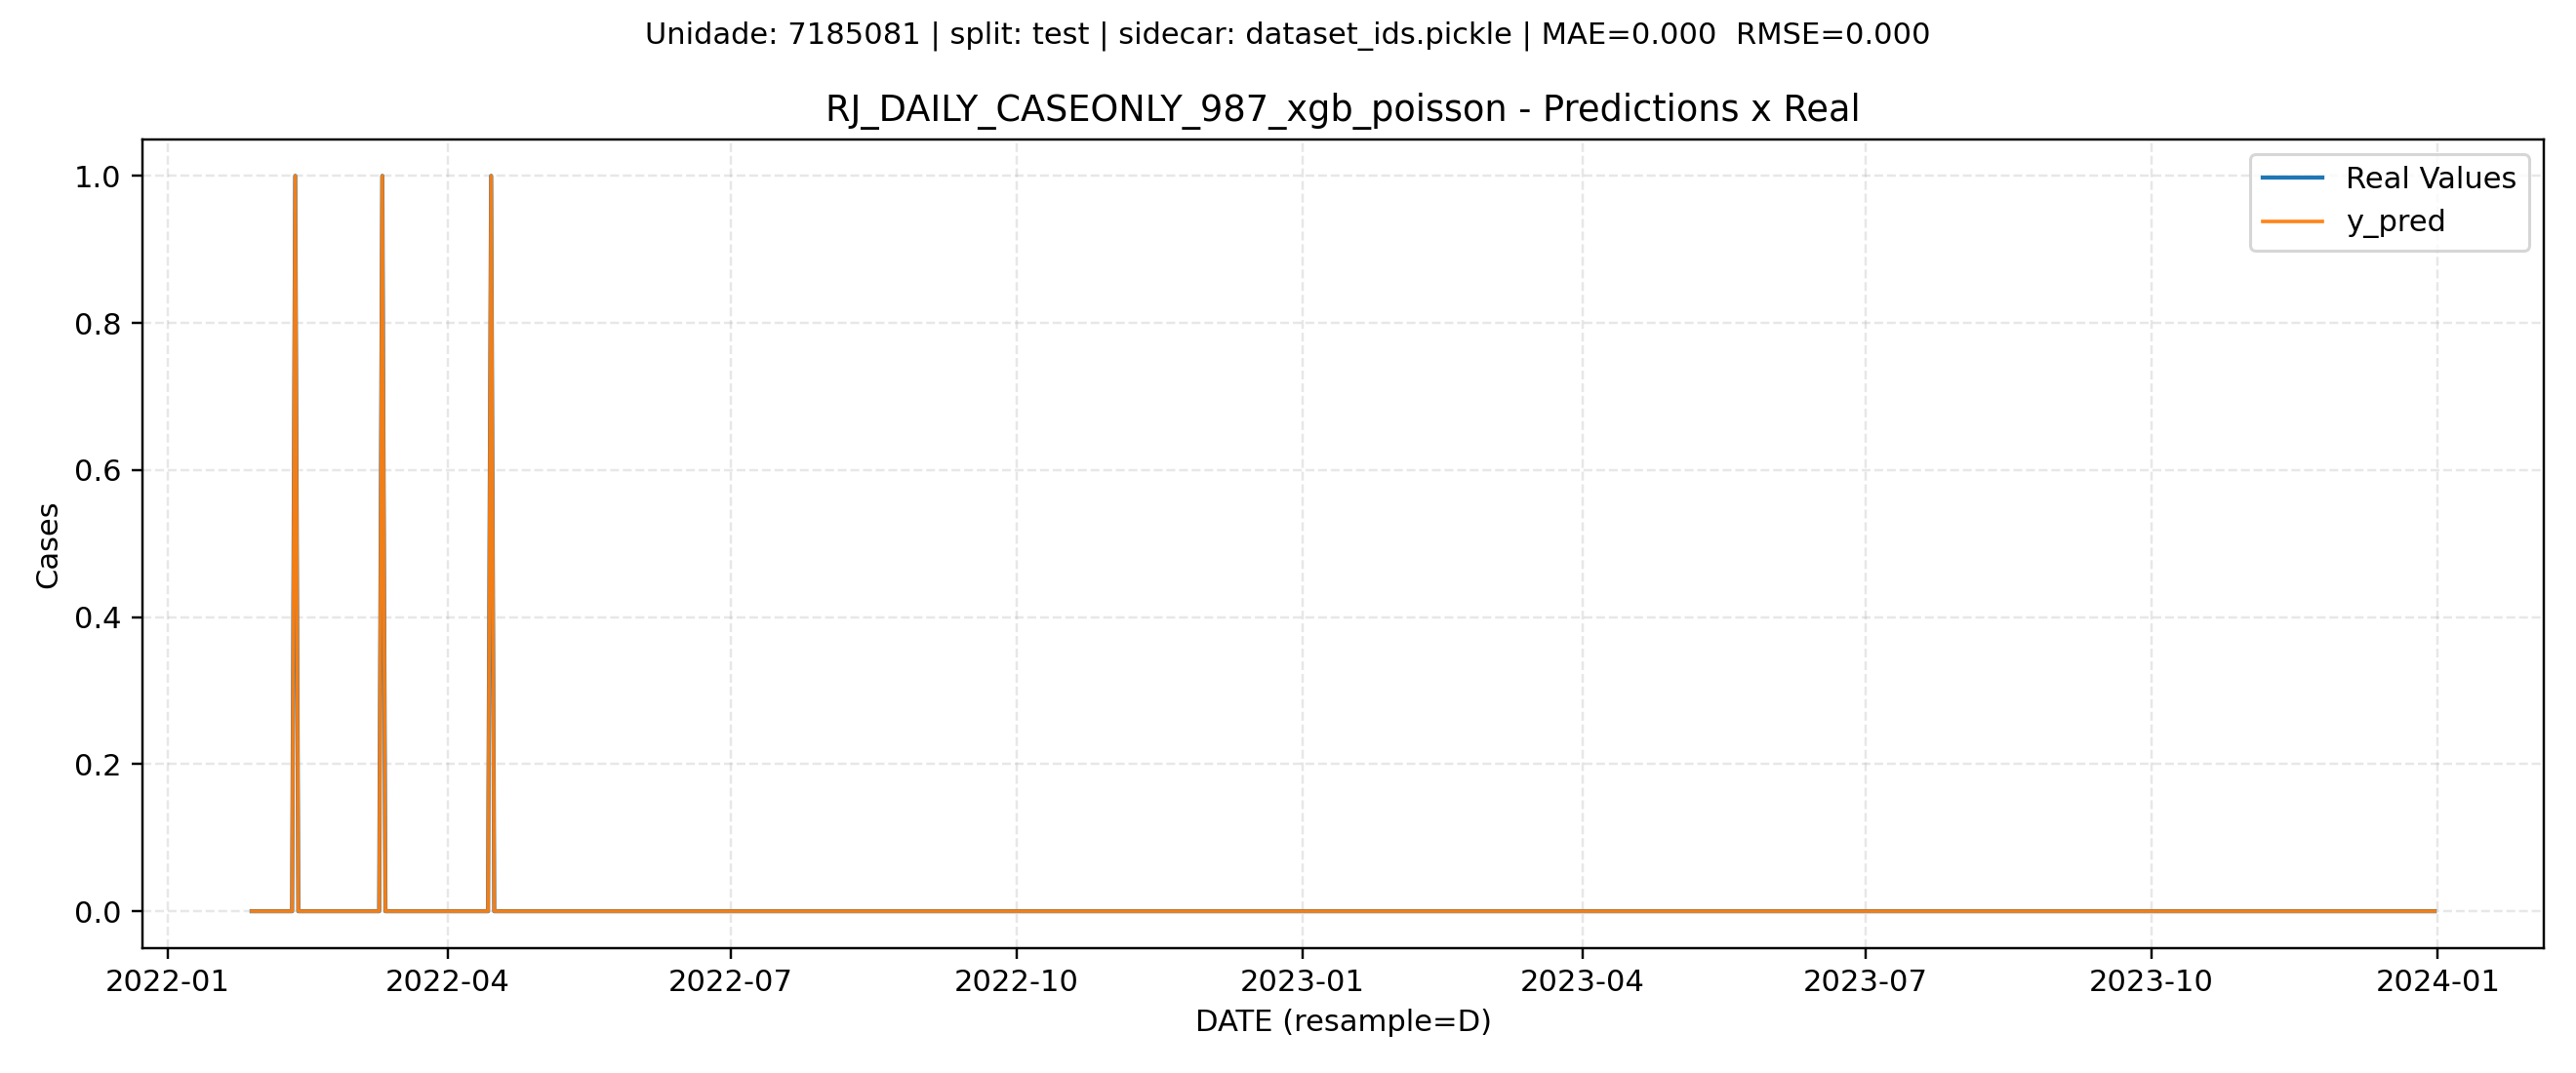 Unidade: 7185081 | split: test | sidecar: dataset_ids.pickle | MAE=0.000  RMSE=0.000
RJ_DAILY_CASEONLY_987_xgb_poisson - Predictions x Real
Real Values
y_pred
1.0
0.8
0.6
0.4
0.2
0.0
Cases
2022-01 2022-04 2022-07 2022-10 2023-01 2023-04 2023-07 2023-10 2024-01
DATE (resample=D)